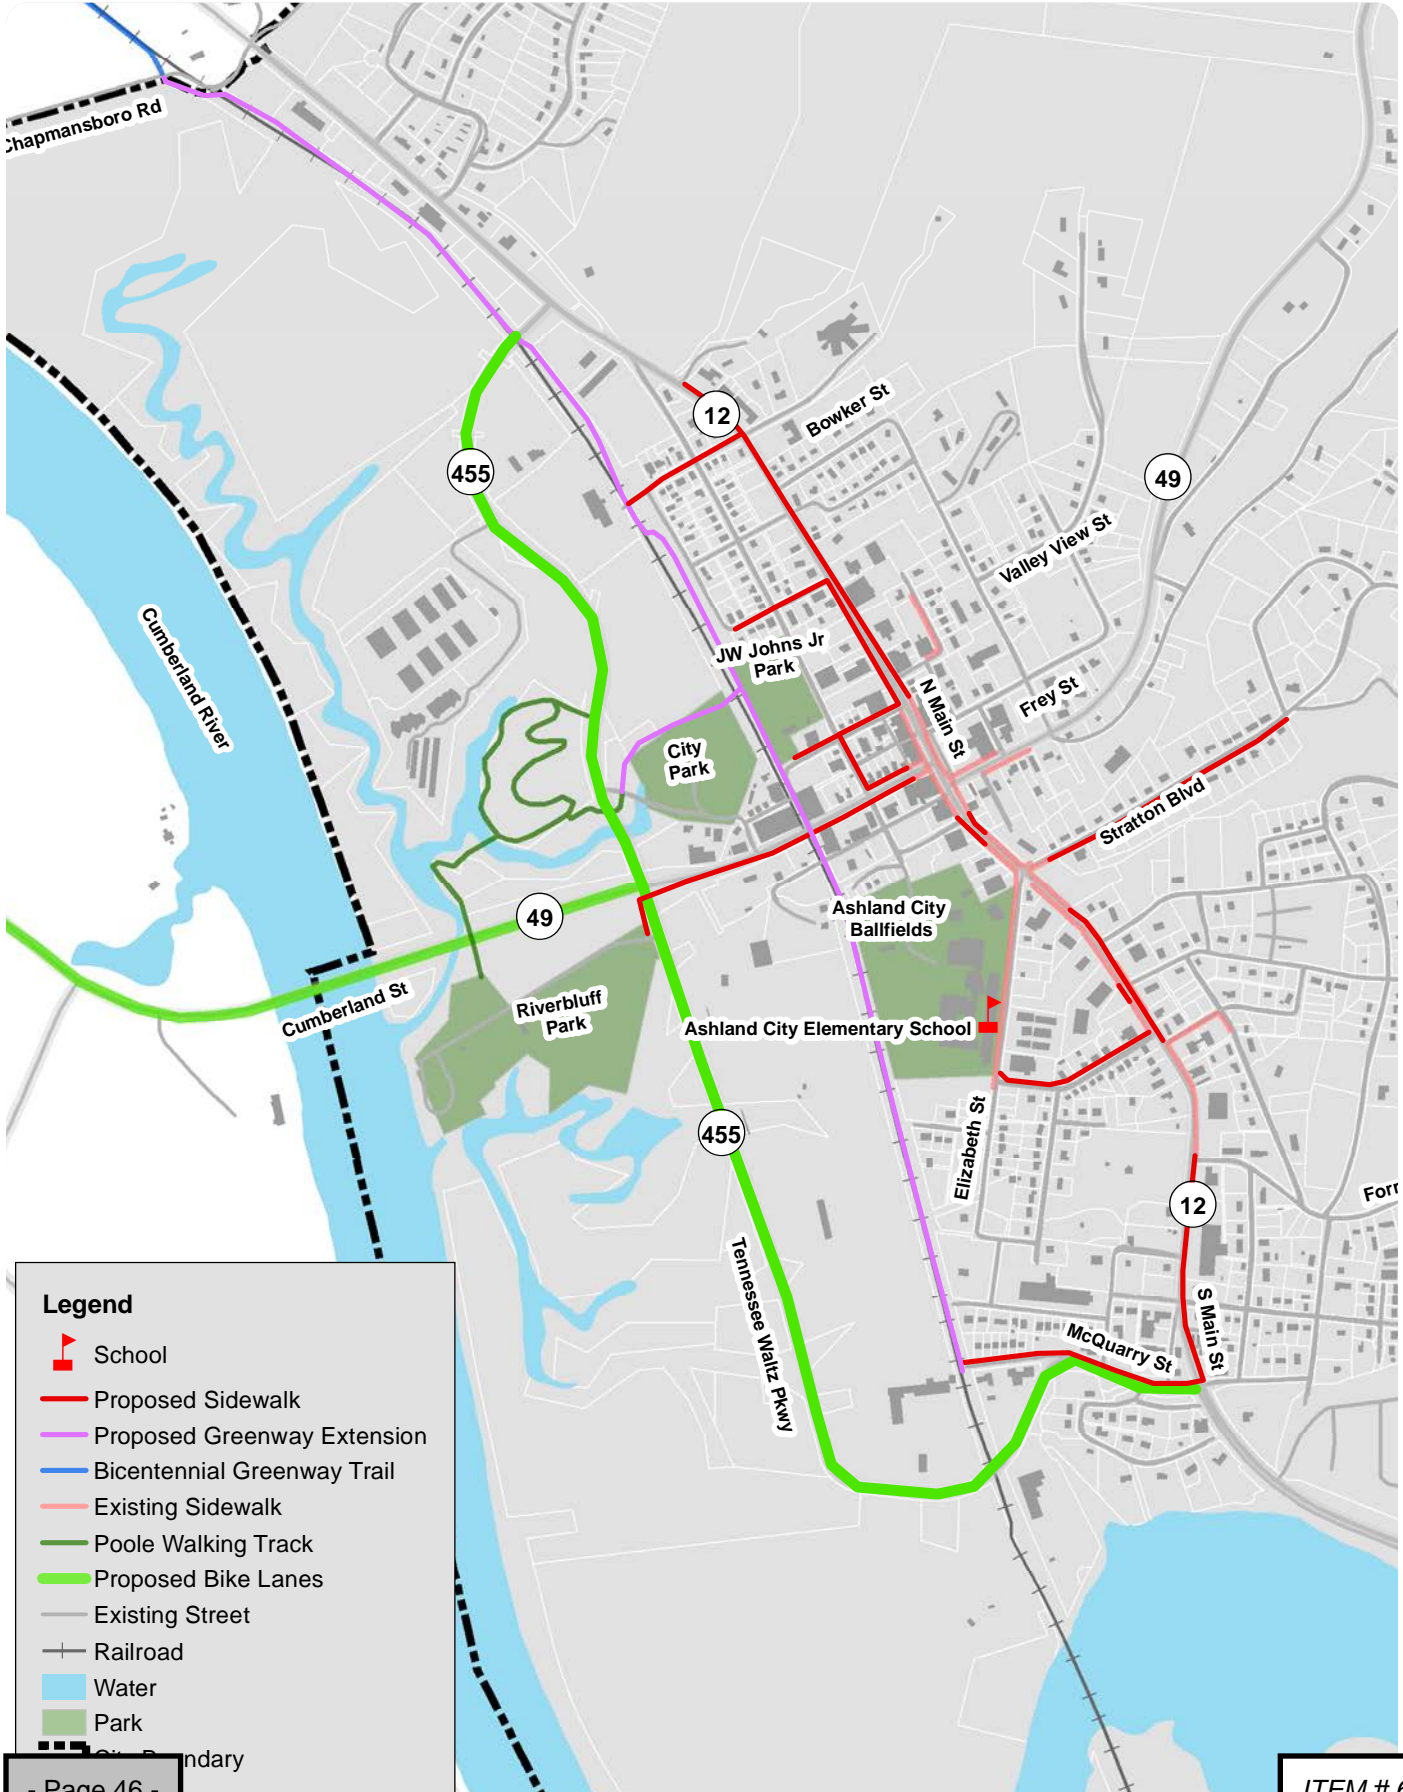 Chapmansboro Rd
12
Bowker St
455
49
Valley View St
Cumberland River
JW Johns Jr
Park
N Main St
Frey St
City
Park
Stratton Blvd
49
Ashland City
Ballfields
Cumberland St
Riverbluff
Park
Ashland City Elementary School
455
Elizabeth St
12
Tennessee Waltz Pkwy
S Main St
McQuarry St
Legend
School
Proposed Sidewalk
Proposed Greenway Extension
Bicentennial Greenway Trail
Existing Sidewalk
Poole Walking Track
Proposed Bike Lanes
Existing Street
Railroad
Water
Park
- Page 46 -
ITEM #